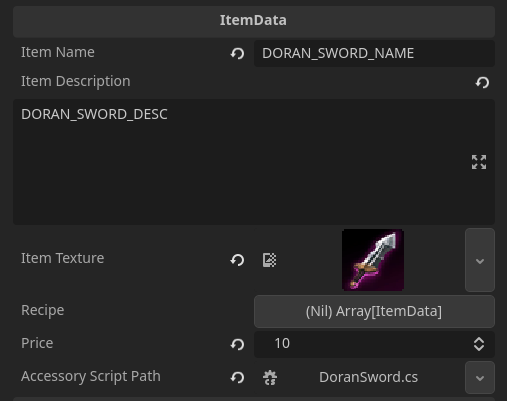 ItemData
Item Name
DORAN_SWORD_NAME
Item Description
DORAN_SWORD_DESC
Item Texture
Recipe
(Nil) Array[ItemData]
Price
10
Accessory Script Path
DoranSword.cs